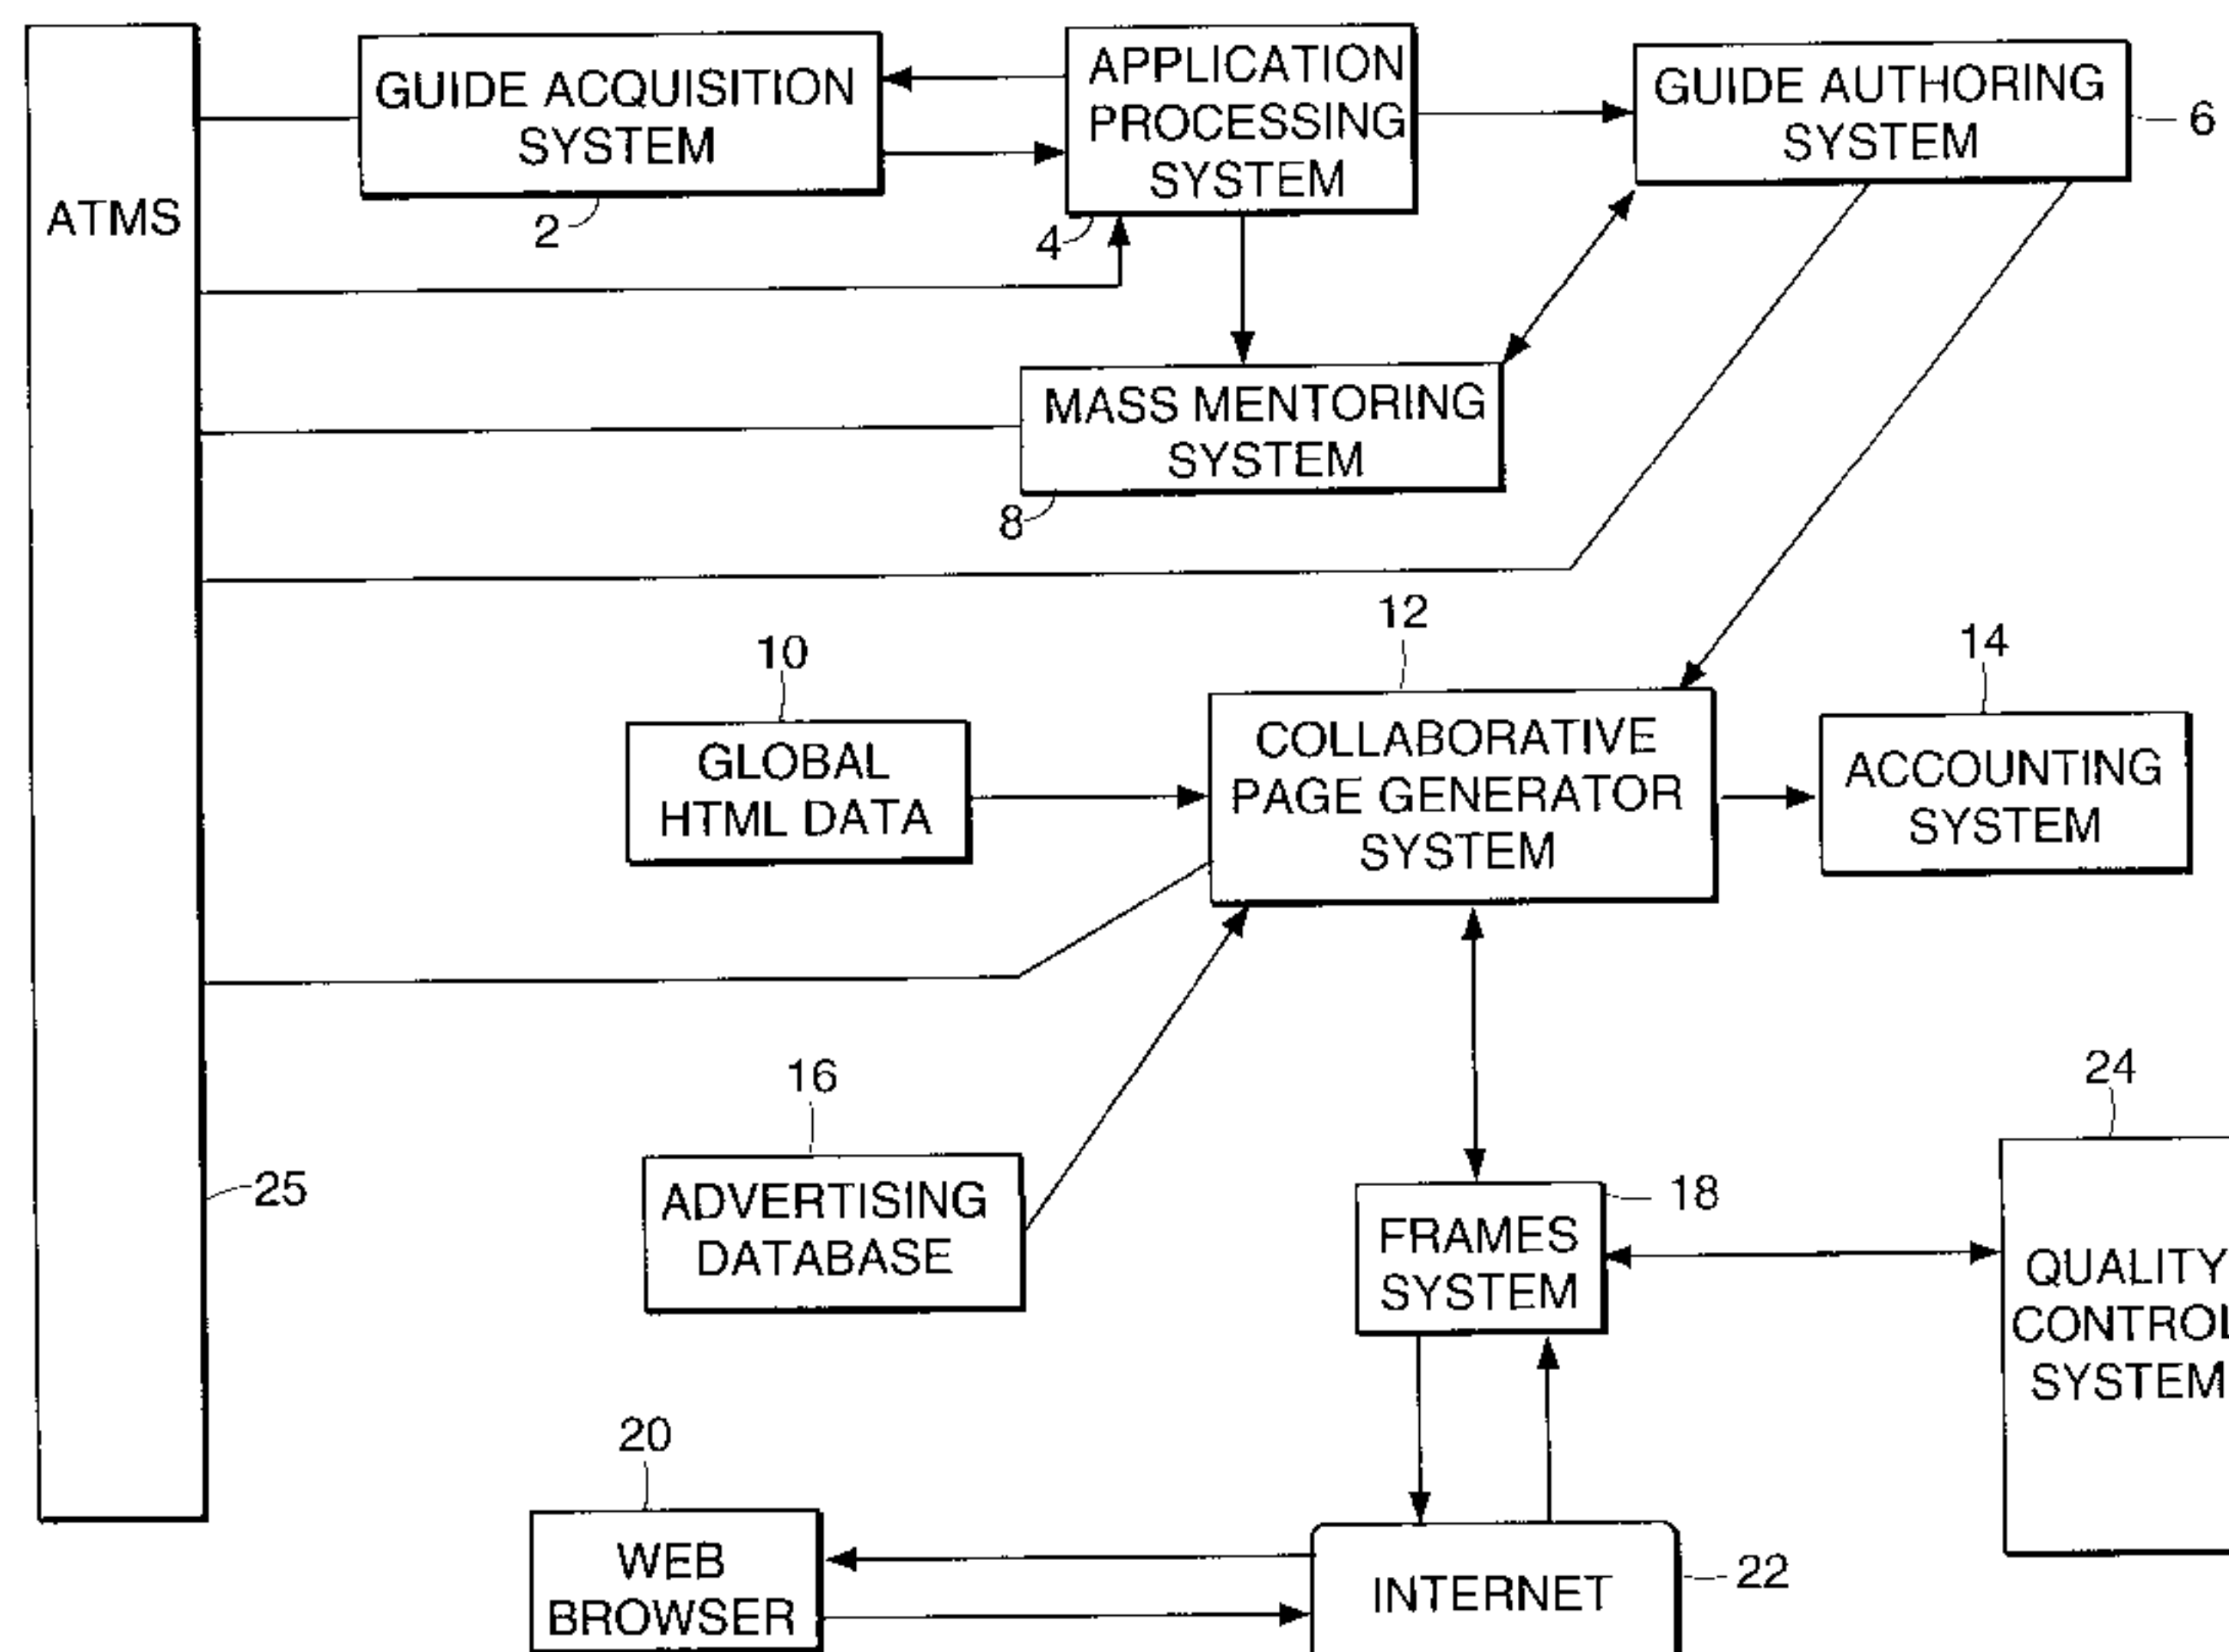 ATMS
GUIDE ACQUISITION
SYSTEM
2
APPLICATION
PROCESSING
SYSTEM
4
GUIDE AUTHORING
SYSTEM
6
MASS MENTORING
SYSTEM
8
10
GLOBAL
HTML DATA
12
COLLABORATIVE
PAGE GENERATOR
SYSTEM
14
ACCOUNTING
SYSTEM
16
ADVERTISING
DATABASE
25
18
FRAMES
SYSTEM
24
QUALITY
CONTROL
SYSTEM
20
WEB
BROWSER
INTERNET
22